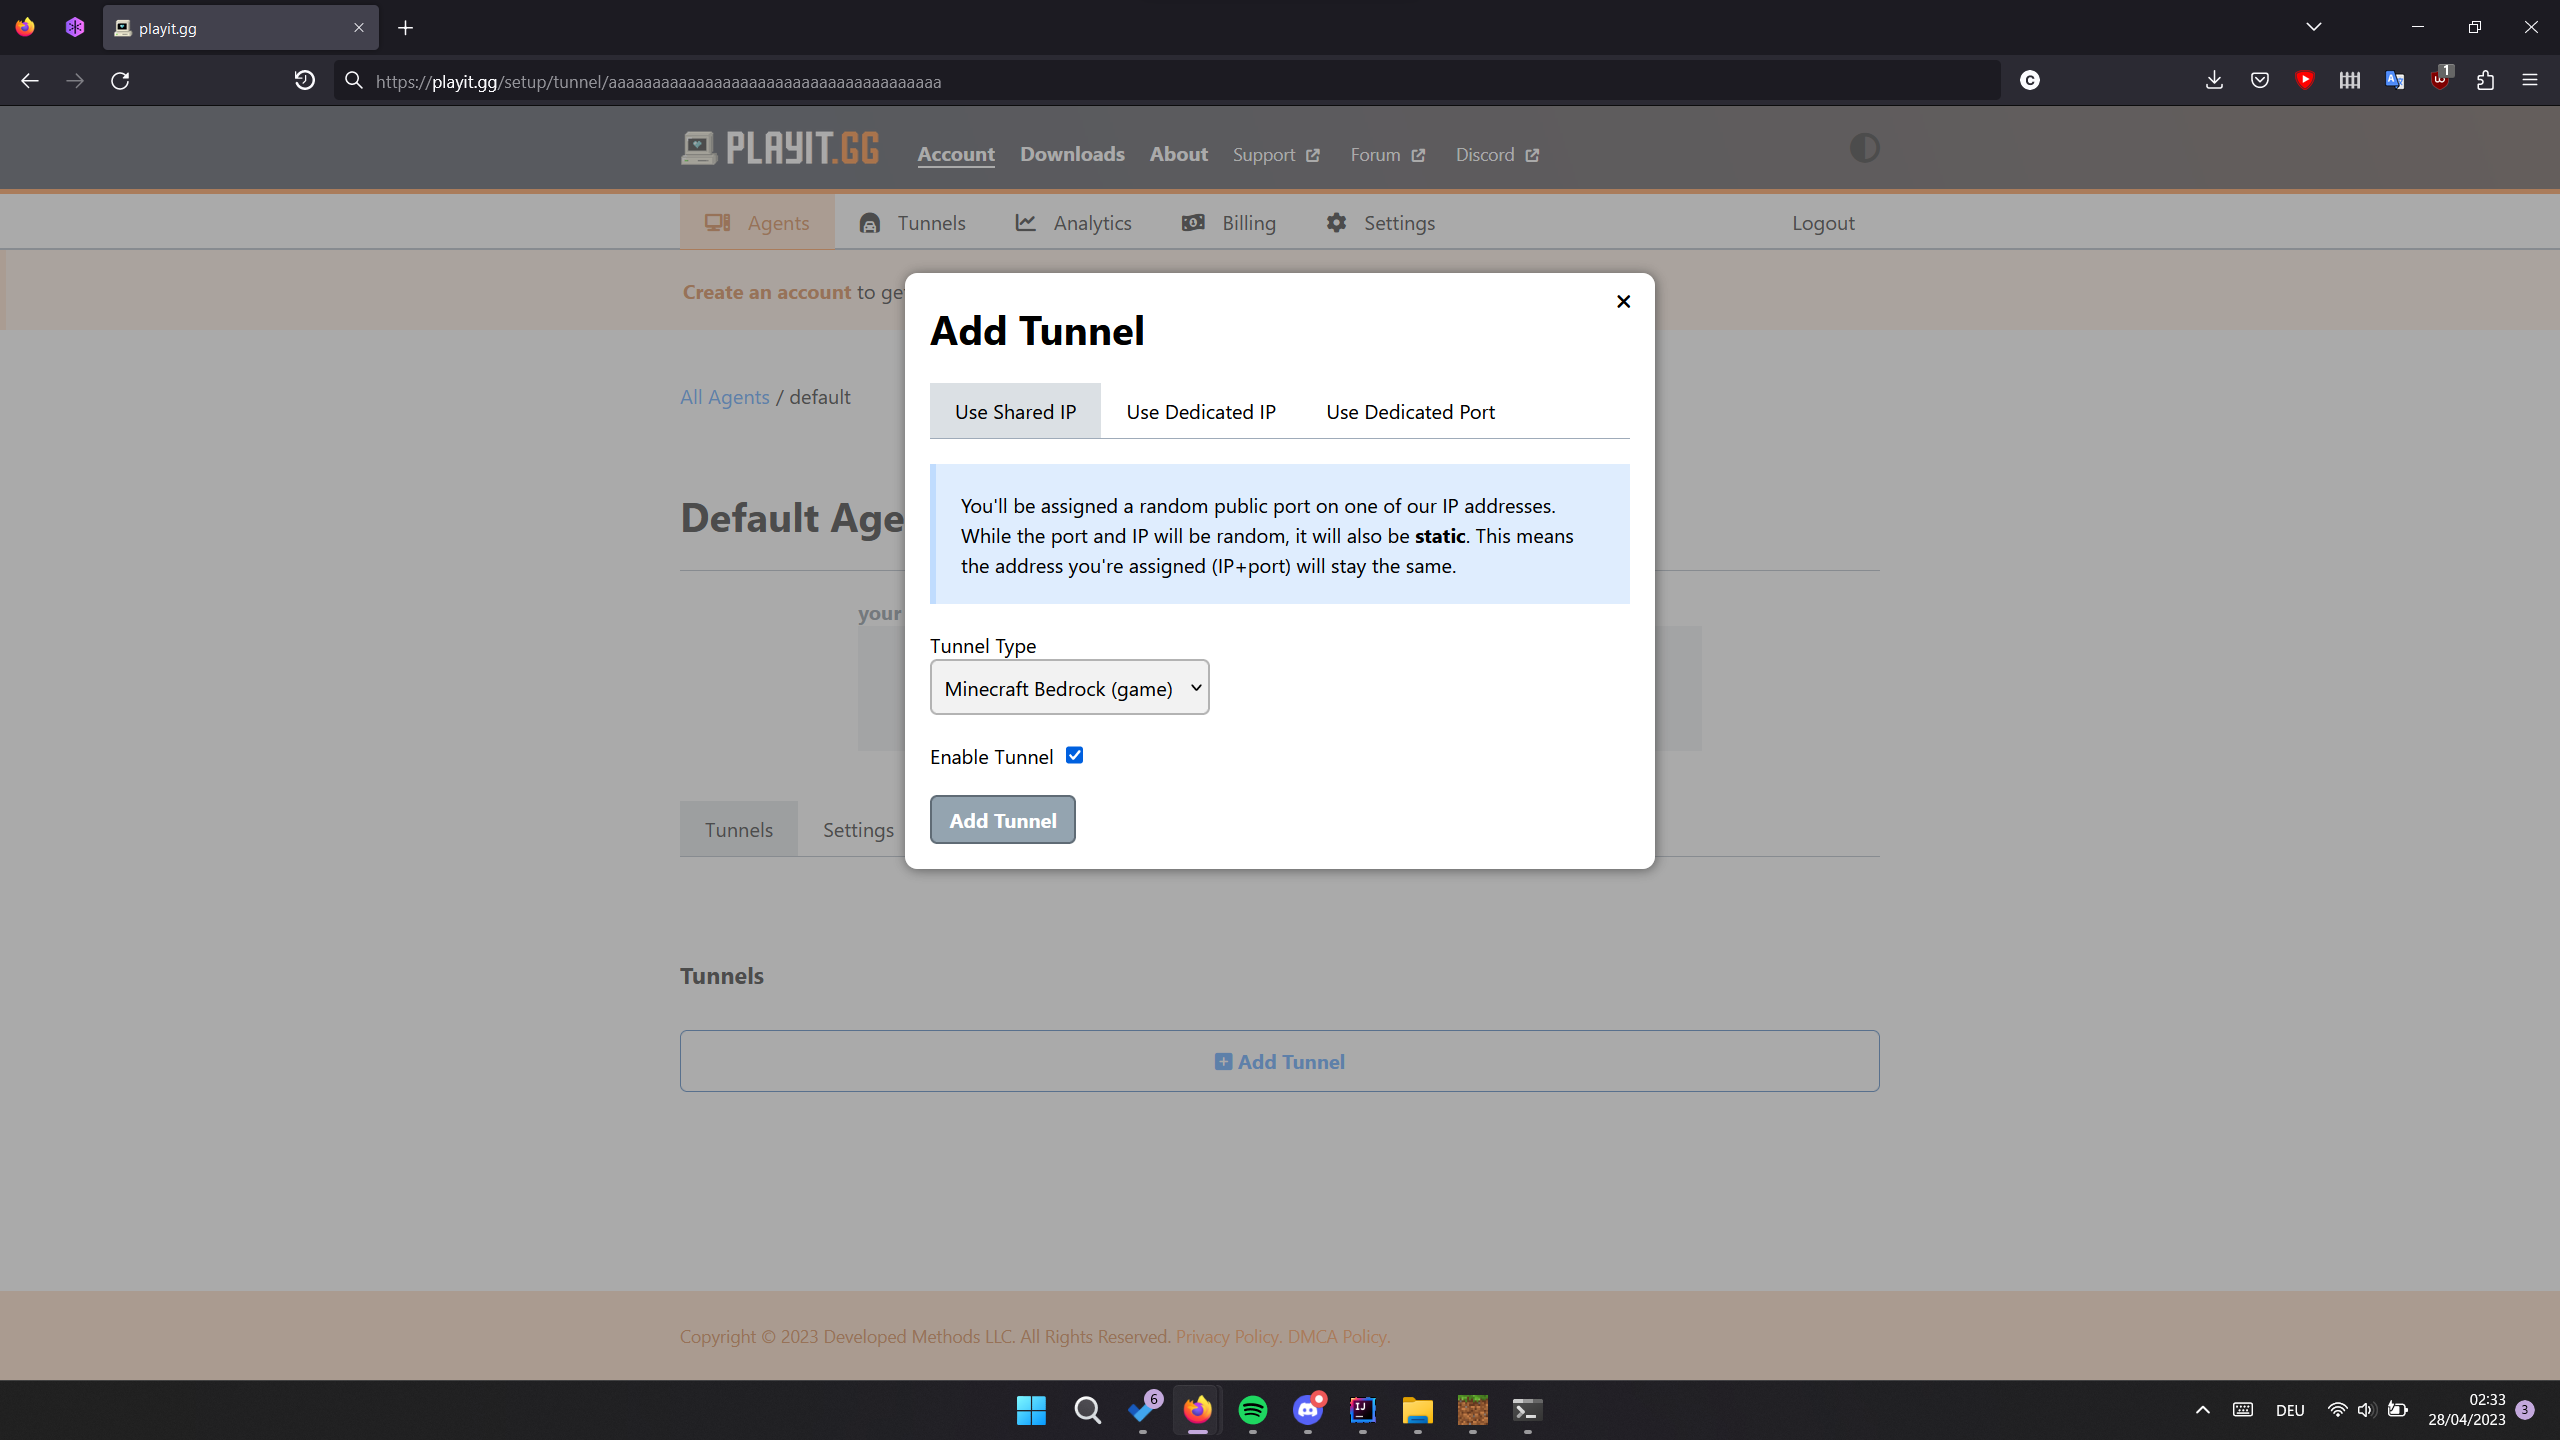 playit.gg
https://playit.gg/setup/tunnel/aaaaaaaaaaaaaaaaaaaaaaaaaaaaaaaaaaaaa
1
PLAYIT.GG Account Downloads About Support Forum Discord
Agents Tunnels Analytics Billing Settings Logout
Create an account to ge
Add Tunnel
All Agents / default
Use Shared IP Use Dedicated IP Use Dedicated Port
You'll be assigned a random public port on one of our IP addresses.
While the port and IP will be random, it will also be static. This means
the address you're assigned (IP+port) will stay the same.
Default Age
your
Tunnel Type
Minecraft Bedrock (game)
Enable Tunnel
Add Tunnel
Tunnels Settings
Tunnels
Add Tunnel
Copyright © 2023 Developed Methods LLC. All Rights Reserved. Privacy Policy. DMCA Policy.
6
DEU
02:33
28/04/2023
3